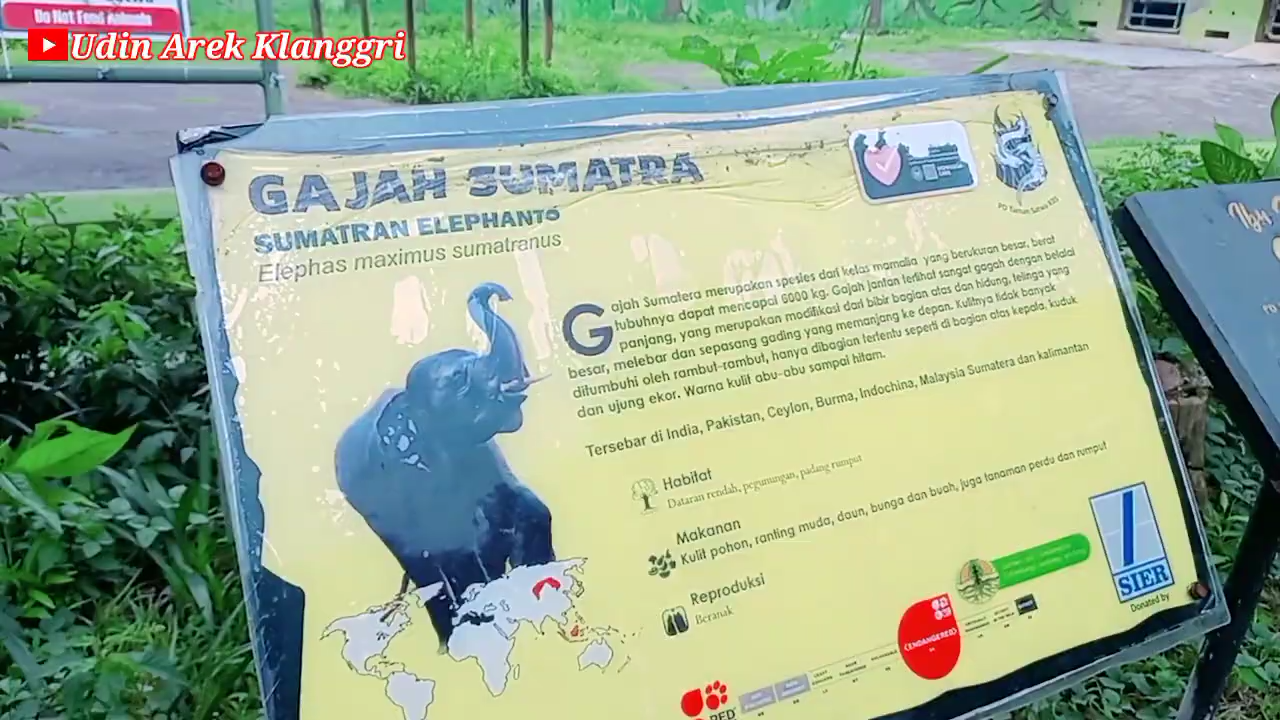 Do Not Feed Animals
Udin Arek Klanggri
GAJAH SUMATRA
SUMATRAN ELEPHANTS
Elephas maximus sumatranus
PD Taman Satwa KBS
Gajah Sumatera merupakan spesies dari kelas mamalia yang berukuran besar, berat
tubuhnya dapat mencapai 6000 kg. Gajah jantan terlihat sangat gagah dengan belalai
panjang, yang merupakan modifikasi dari bibir bagian atas dan hidung, telinga yang
besar, melebar dan sepasang gading yang memanjang ke depan. Kulitnya tidak banyak
ditumbuhi oleh rambut-rambut, hanya dibagian tertentu seperti di bagian atas kepala, kuduk
dan ujung ekor. Warna kulit abu-abu sampai hitam.
Tersebar di India, Pakistan, Ceylon, Burma, Indochina, Malaysia Sumatera dan kalimantan
Habitat
Dataran rendah, pegunungan, padang rumput
Makanan
Kulit pohon, ranting muda, daun, bunga dan buah, juga tanaman perdu dan rumput
Reproduksi
Beranak
SIER
Donated by
ENDANGERED
RED